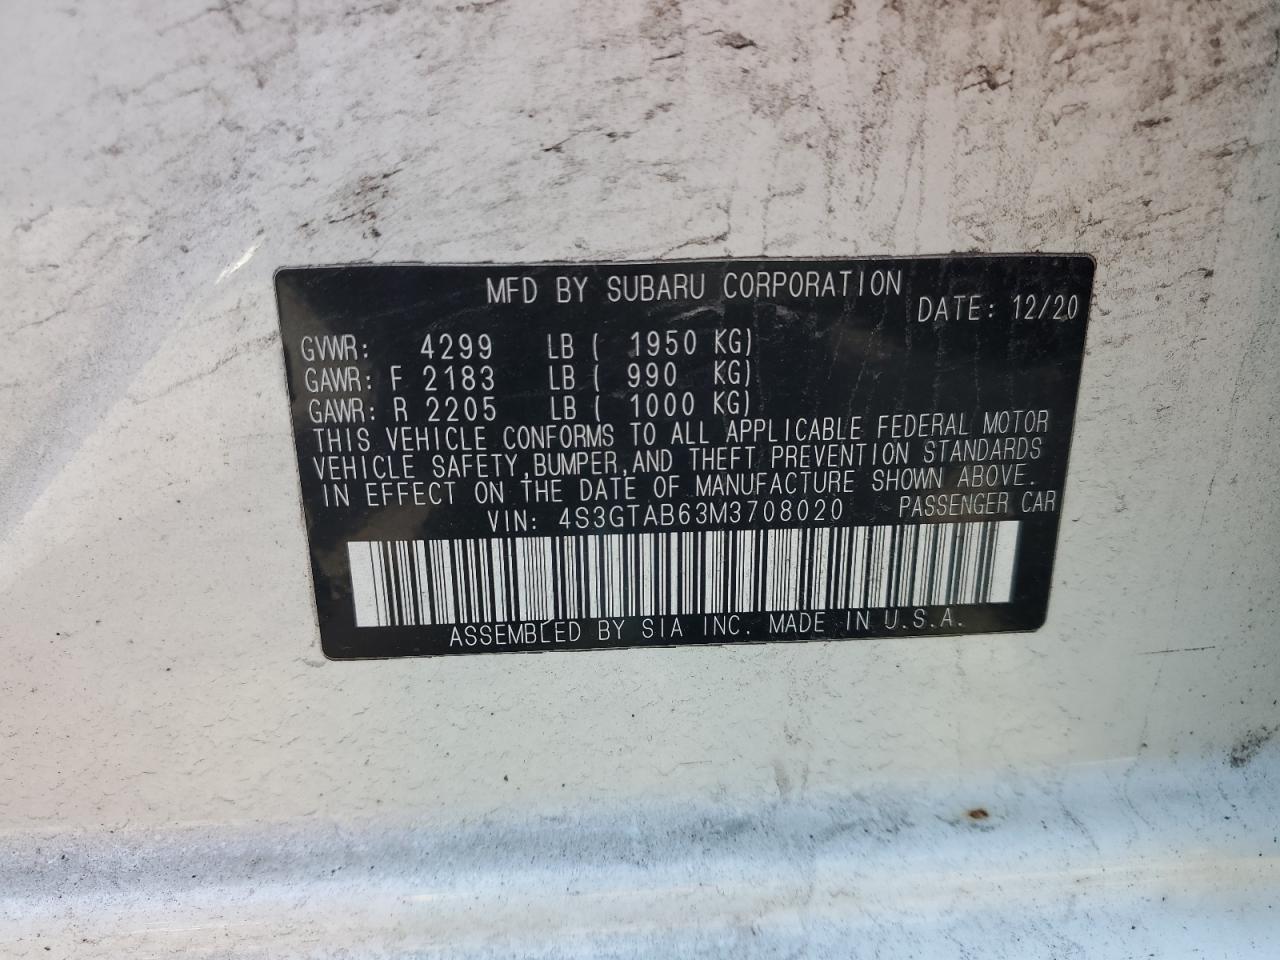 MFD BY SUBARU CORPORATION
DATE: 12/20
GVWR: 4299 LB ( 1950 KG)
GAWR: F 2183 LB ( 990 KG)
GAWR: R 2205 LB ( 1000 KG)
THIS VEHICLE CONFORMS TO ALL APPLICABLE FEDERAL MOTOR
VEHICLE SAFETY,BUMPER,AND THEFT PREVENTION STANDARDS
IN EFFECT ON THE DATE OF MANUFACTURE SHOWN ABOVE.
VIN: 4S3GTAB63M3708020 PASSENGER CAR
ASSEMBLED BY SIA INC. MADE IN U.S.A.